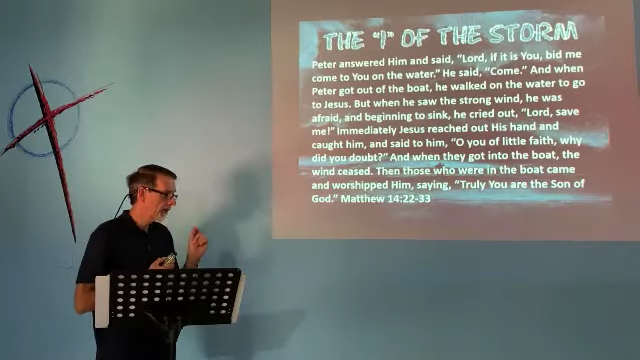 THE "I" OF THE STORM
Peter answered Him and said, "Lord, if it is You, bid me
come to You on the water." He said, "Come." And when
Peter got out of the boat, he walked on the water to go
to Jesus. But when he saw the strong wind, he was
afraid, and beginning to sink, he cried out, "Lord, save
me!" Immediately Jesus reached out His hand and
caught him, and said to him, "O you of little faith, why
did you doubt?" And when they got into the boat, the
wind ceased. Then those who were in the boat came
and worshipped Him, saying, "Truly You are the Son of
God." Matthew 14:22-33